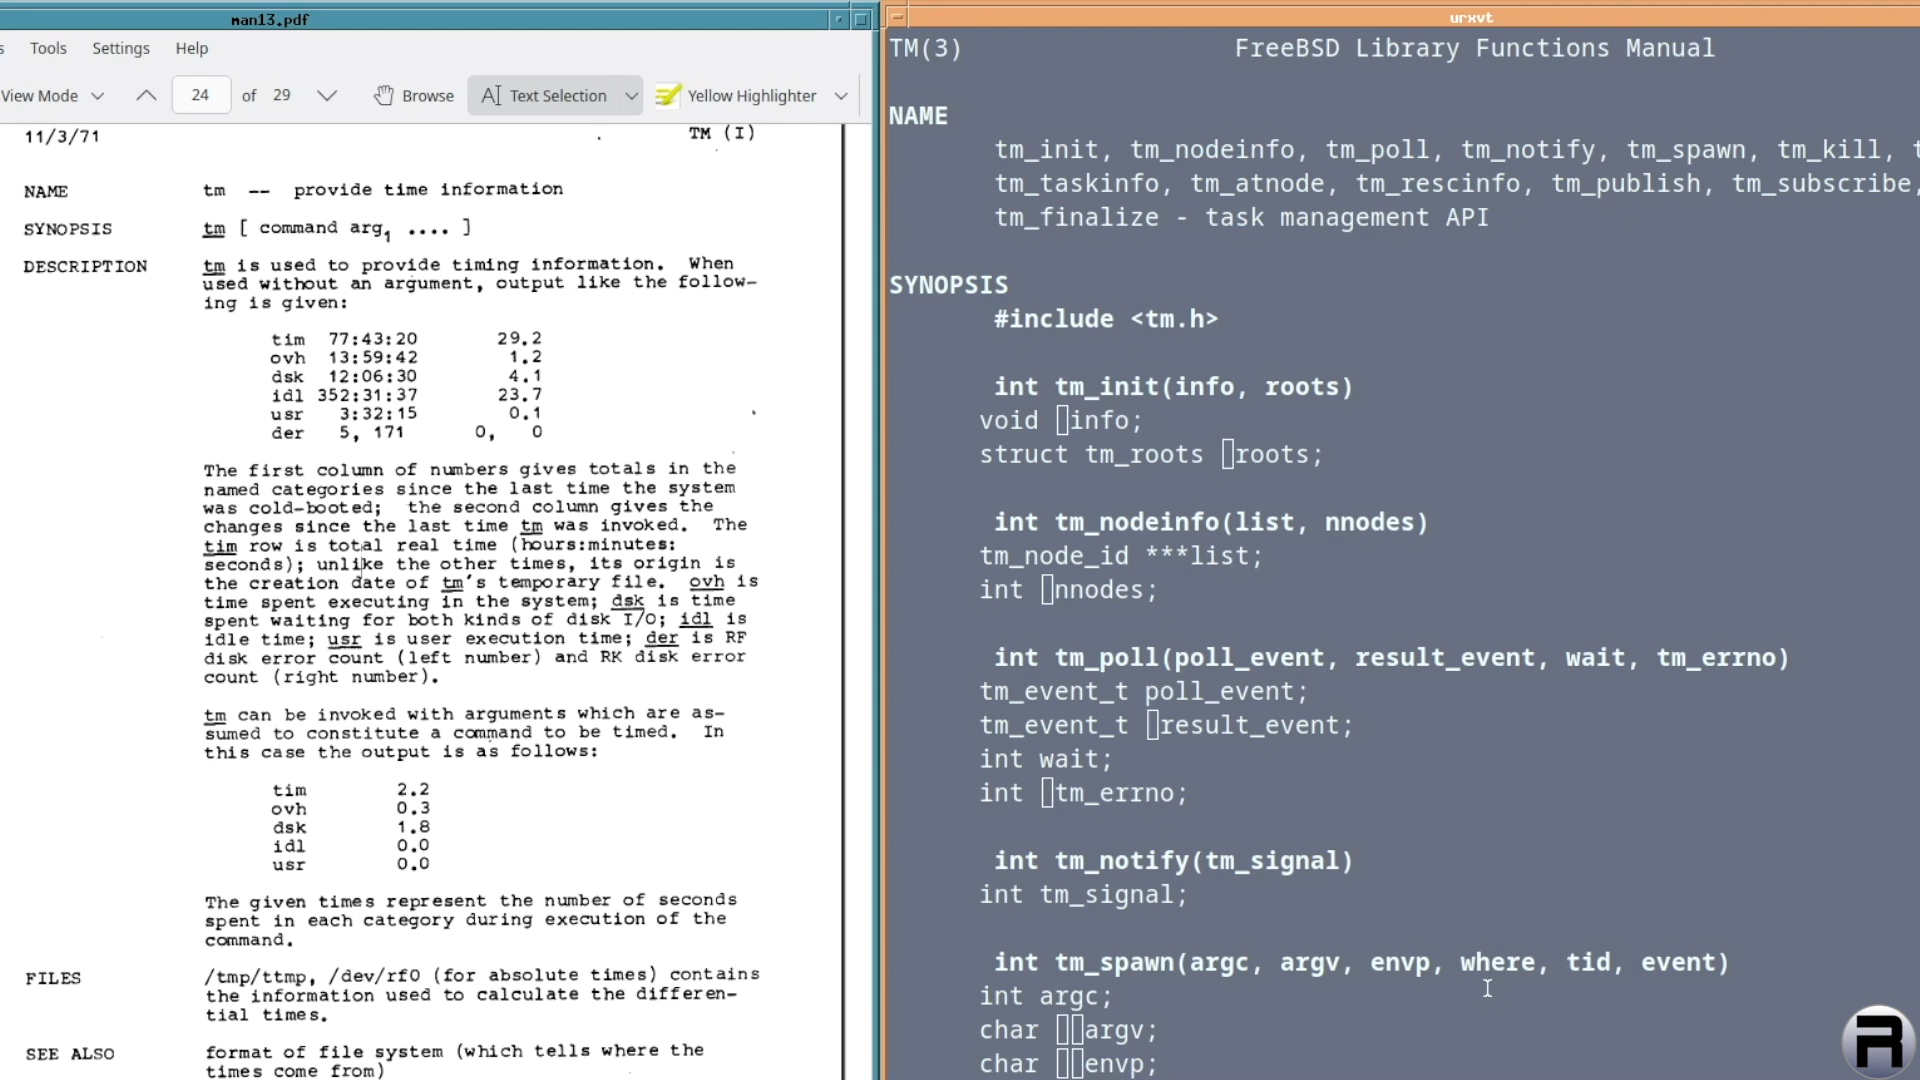 man13.pdf
s Tools Settings Help
View Mode 24 of 29 Browse Text Selection Yellow Highlighter
11/3/71 TM (I)
NAME tm -- provide time information
SYNOPSIS tm [ command arg1 .... ]
DESCRIPTION tm is used to provide timing information. When
used without an argument, output like the follow-
ing is given:
tim 77:43:20 29.2
ovh 13:59:42 1.2
dsk 12:06:30 4.1
idl 352:31:37 23.7
usr 3:32:15 0.1
der 5, 171 0, 0
The first column of numbers gives totals in the
named categories since the last time the system
was cold-booted; the second column gives the
changes since the last time tm was invoked. The
tim row is total real time (hours:minutes:
seconds); unlike the other times, its origin is
the creation date of tm's temporary file. ovh is
time spent executing in the system; dsk is time
spent waiting for both kinds of disk I/O; idl is
idle time; usr is user execution time; der is RF
disk error count (left number) and RK disk error
count (right number).
tm can be invoked with arguments which are as-
sumed to constitute a command to be timed. In
this case the output is as follows:
tim 2.2
ovh 0.3
dsk 1.8
idl 0.0
usr 0.0
The given times represent the number of seconds
spent in each category during execution of the
command.
FILES /tmp/ttmp, /dev/rf0 (for absolute times) contains
the information used to calculate the differen-
tial times.
SEE ALSO format of file system (which tells where the
times come from)
urxvt
TM(3) FreeBSD Library Functions Manual
NAME
tm_init, tm_nodeinfo, tm_poll, tm_notify, tm_spawn, tm_kill, t
tm_taskinfo, tm_atnode, tm_rescinfo, tm_publish, tm_subscribe,
tm_finalize - task management API
SYNOPSIS
#include <tm.h>
int tm_init(info, roots)
void ▯info;
struct tm_roots ▯roots;
int tm_nodeinfo(list, nnodes)
tm_node_id ***list;
int ▯nnodes;
int tm_poll(poll_event, result_event, wait, tm_errno)
tm_event_t poll_event;
tm_event_t ▯result_event;
int wait;
int ▯tm_errno;
int tm_notify(tm_signal)
int tm_signal;
int tm_spawn(argc, argv, envp, where, tid, event)
int argc;
char ▯▯argv;
char ▯▯envp;
R